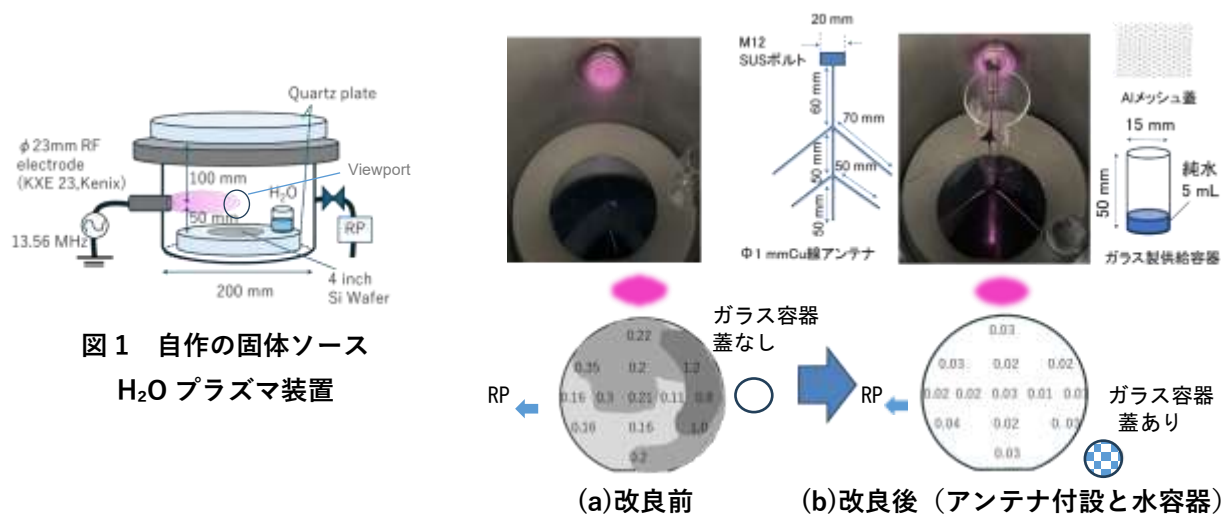 Quartz plate
φ23mm RF
electrode
(KXE 23,Kenix)
100 mm
Viewport
H₂O
50 mm
RP
13.56 MHz
200 mm
4 inch
Si Wafer
図1 自作の固体ソース
H₂O プラズマ装置
20 mm
M12
SUSボルト
60 mm
70 mm
50 mm
50 mm
50 mm
Φ1 mmCu線アンテナ
Alメッシュ蓋
15 mm
50 mm
純水
5 mL
ガラス製供給容器
ガラス容器
蓋なし
RP
0.22
0.35 0.2 1.2
0.16 0.3 0.21 0.11 0.8
0.16 0.16 1.0
0.2
(a)改良前
RP
0.03
0.03 0.02 0.02
0.02 0.02 0.03 0.01 0.03
0.04 0.02 0.03
0.03
ガラス容器
蓋あり
(b)改良後（アンテナ付設と水容器）